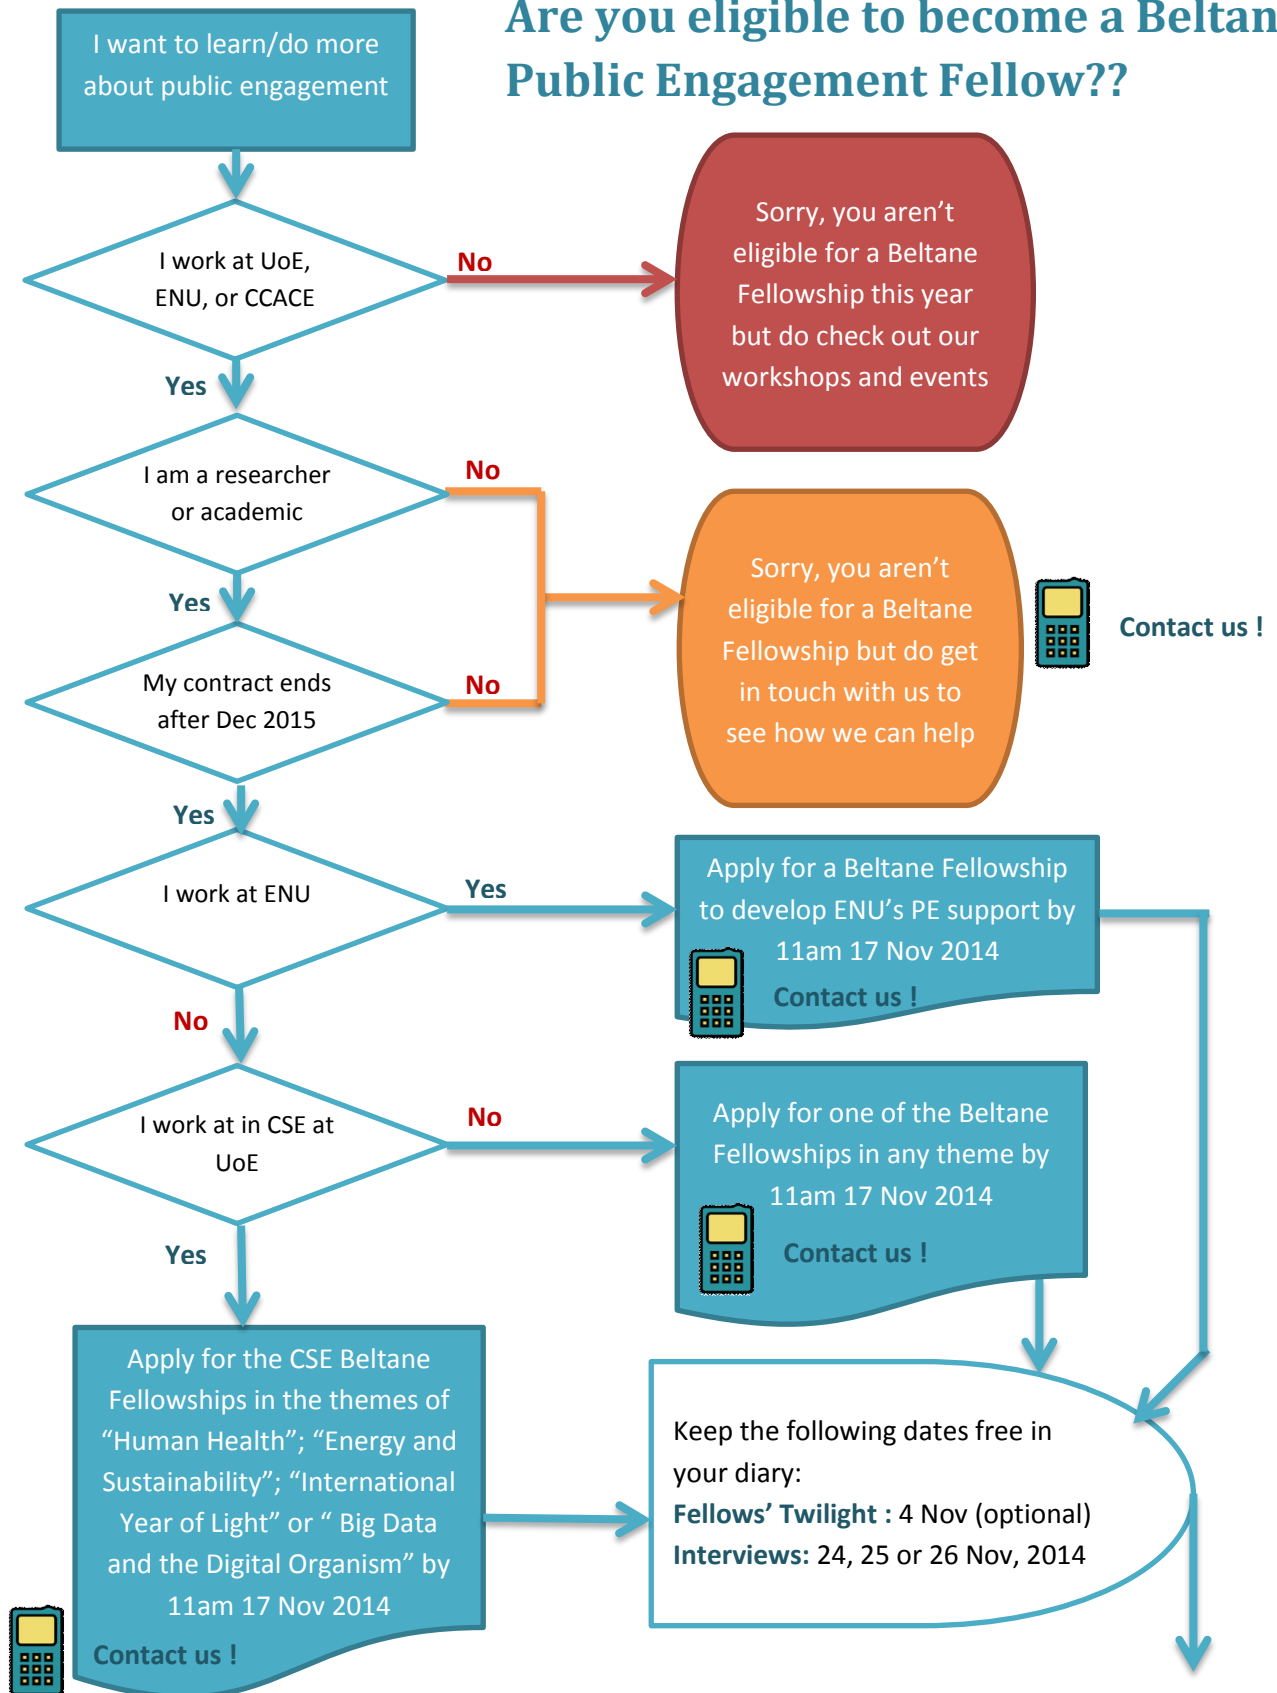 Are you eligible to become a Beltan
Public Engagement Fellow??
I want to learn/do more
about public engagement
I work at UoE,
ENU, or CCACE
No
Sorry, you aren’t
eligible for a Beltane
Fellowship this year
but do check out our
workshops and events
Yes
I am a researcher
or academic
No
Yes
Sorry, you aren’t
eligible for a Beltane
Fellowship but do get
in touch with us to
see how we can help
Contact us !
My contract ends
after Dec 2015
No
Yes
I work at ENU
Yes
Apply for a Beltane Fellowship
to develop ENU’s PE support by
11am 17 Nov 2014
Contact us !
No
I work at in CSE at
UoE
No
Apply for one of the Beltane
Fellowships in any theme by
11am 17 Nov 2014
Contact us !
Yes
Apply for the CSE Beltane
Fellowships in the themes of
“Human Health”; “Energy and
Sustainability”; “International
Year of Light” or “ Big Data
and the Digital Organism” by
11am 17 Nov 2014
Contact us !
Keep the following dates free in
your diary:
Fellows’ Twilight : 4 Nov (optional)
Interviews: 24, 25 or 26 Nov, 2014